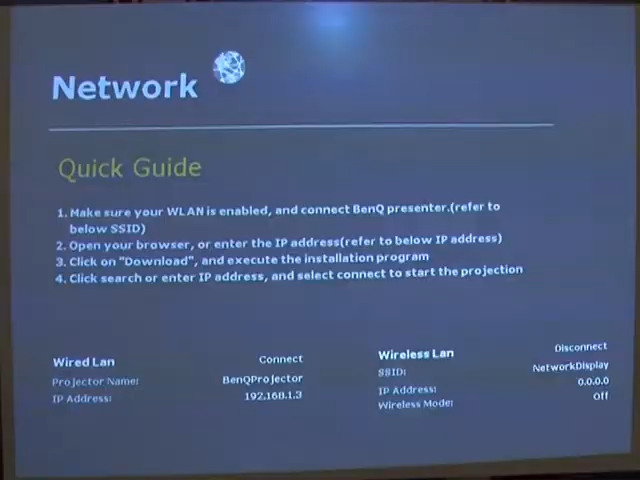 Network
Quick Guide
1. Make sure your WLAN is enabled, and connect BenQ presenter.(refer to
below SSID)
2. Open your browser, or enter the IP address(refer to below IP address)
3. Click on "Download", and execute the installation program
4. Click search or enter IP address, and select connect to start the projection
Wired Lan Connect
Projector Name: BenQProjector
IP Address: 192.168.1.3
Wireless Lan Disconnect
SSID: NetworkDisplay
IP Address: 0.0.0.0
Wireless Mode: Off